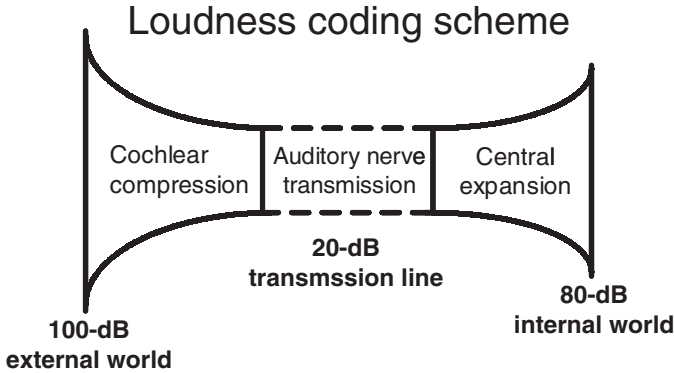 Loudness coding scheme
Cochlear
compression
Auditory nerve
transmission
Central
expansion
20-dB
transmssion line
100-dB
external world
80-dB
internal world